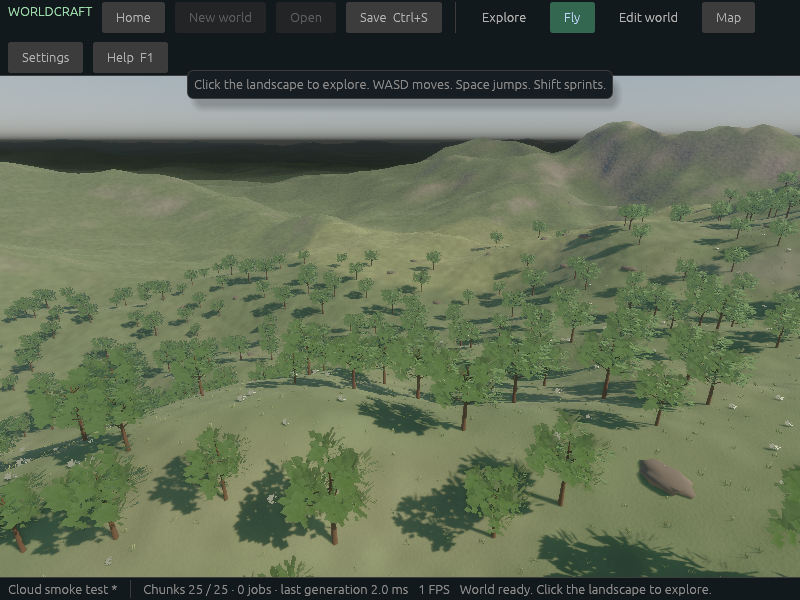 WORLDCRAFT Home New world Open Save Ctrl+S Explore Fly Edit world Map
Settings Help F1
Click the landscape to explore. WASD moves. Space jumps. Shift sprints.
Cloud smoke test * Chunks 25 / 25 · 0 jobs · last generation 2.0 ms 1 FPS World ready. Click the landscape to explore.